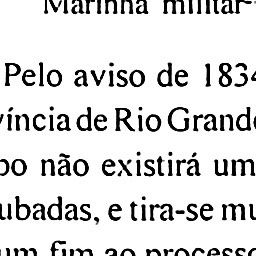 Marinha militar
Pelo aviso de 1834
víncia de Rio Grande
po não existirá um
ubadas, e tira-se mu
um fim ao processo